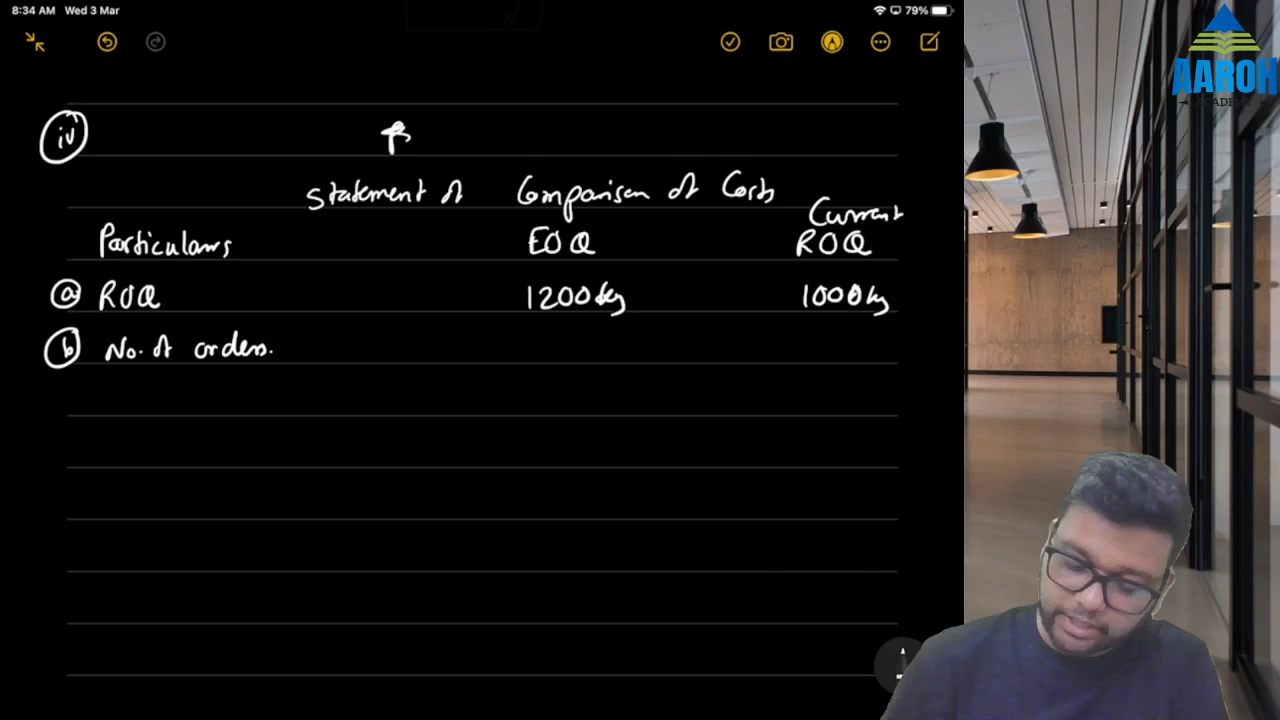 8:34 AM Wed 3 Mar
79%
AAROH
ACADEMY
iv
Statement of Comparison of Costs
Particulars EOQ Current ROQ
a ROQ 1200kg 1000kg
b No. of orders.